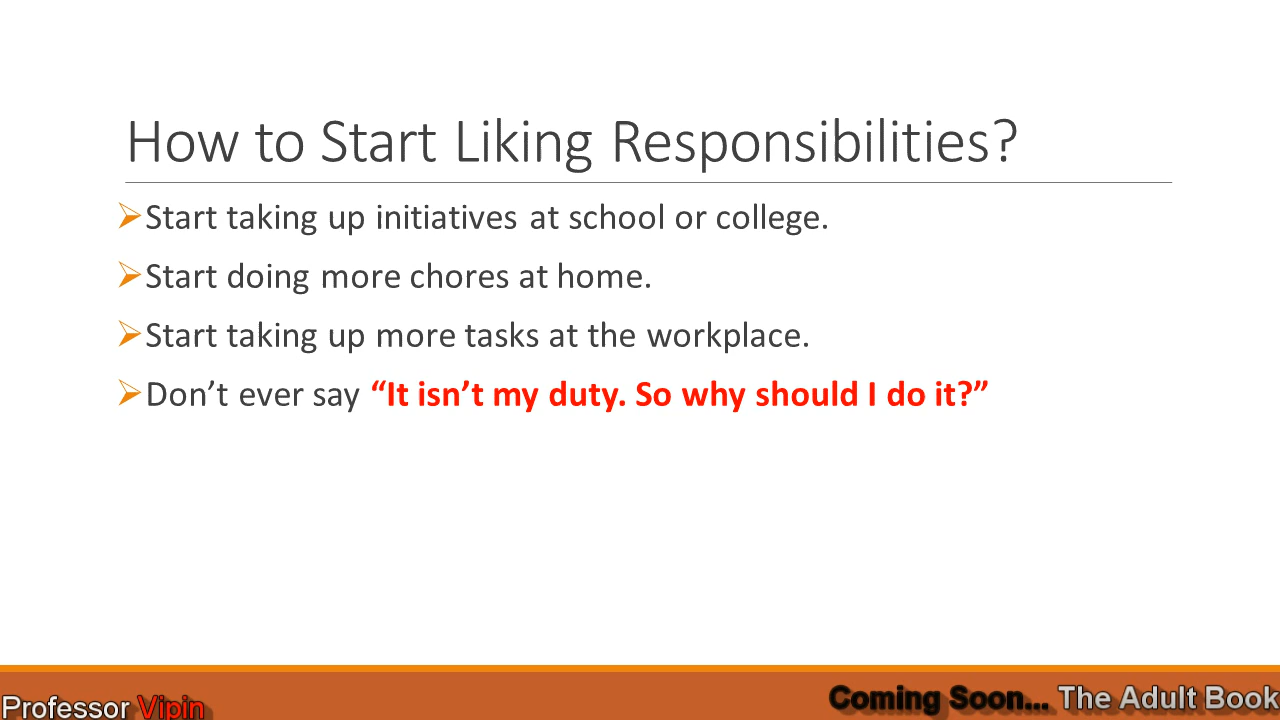 How to Start Liking Responsibilities?
Start taking up initiatives at school or college.
Start doing more chores at home.
Start taking up more tasks at the workplace.
Don’t ever say “It isn’t my duty. So why should I do it?”
Professor Vipin
Coming Soon... The Adult Book